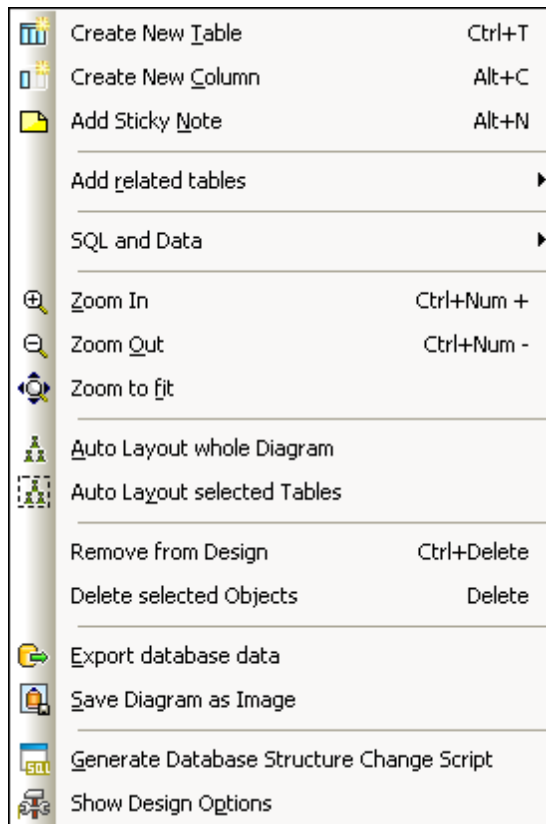 Create New Table Ctrl+T
Create New Column Alt+C
Add Sticky Note Alt+N
Add related tables
SQL and Data
Zoom In Ctrl+Num +
Zoom Out Ctrl+Num -
Zoom to fit
Auto Layout whole Diagram
Auto Layout selected Tables
Remove from Design Ctrl+Delete
Delete selected Objects Delete
Export database data
Save Diagram as Image
SQL Generate Database Structure Change Script
Show Design Options